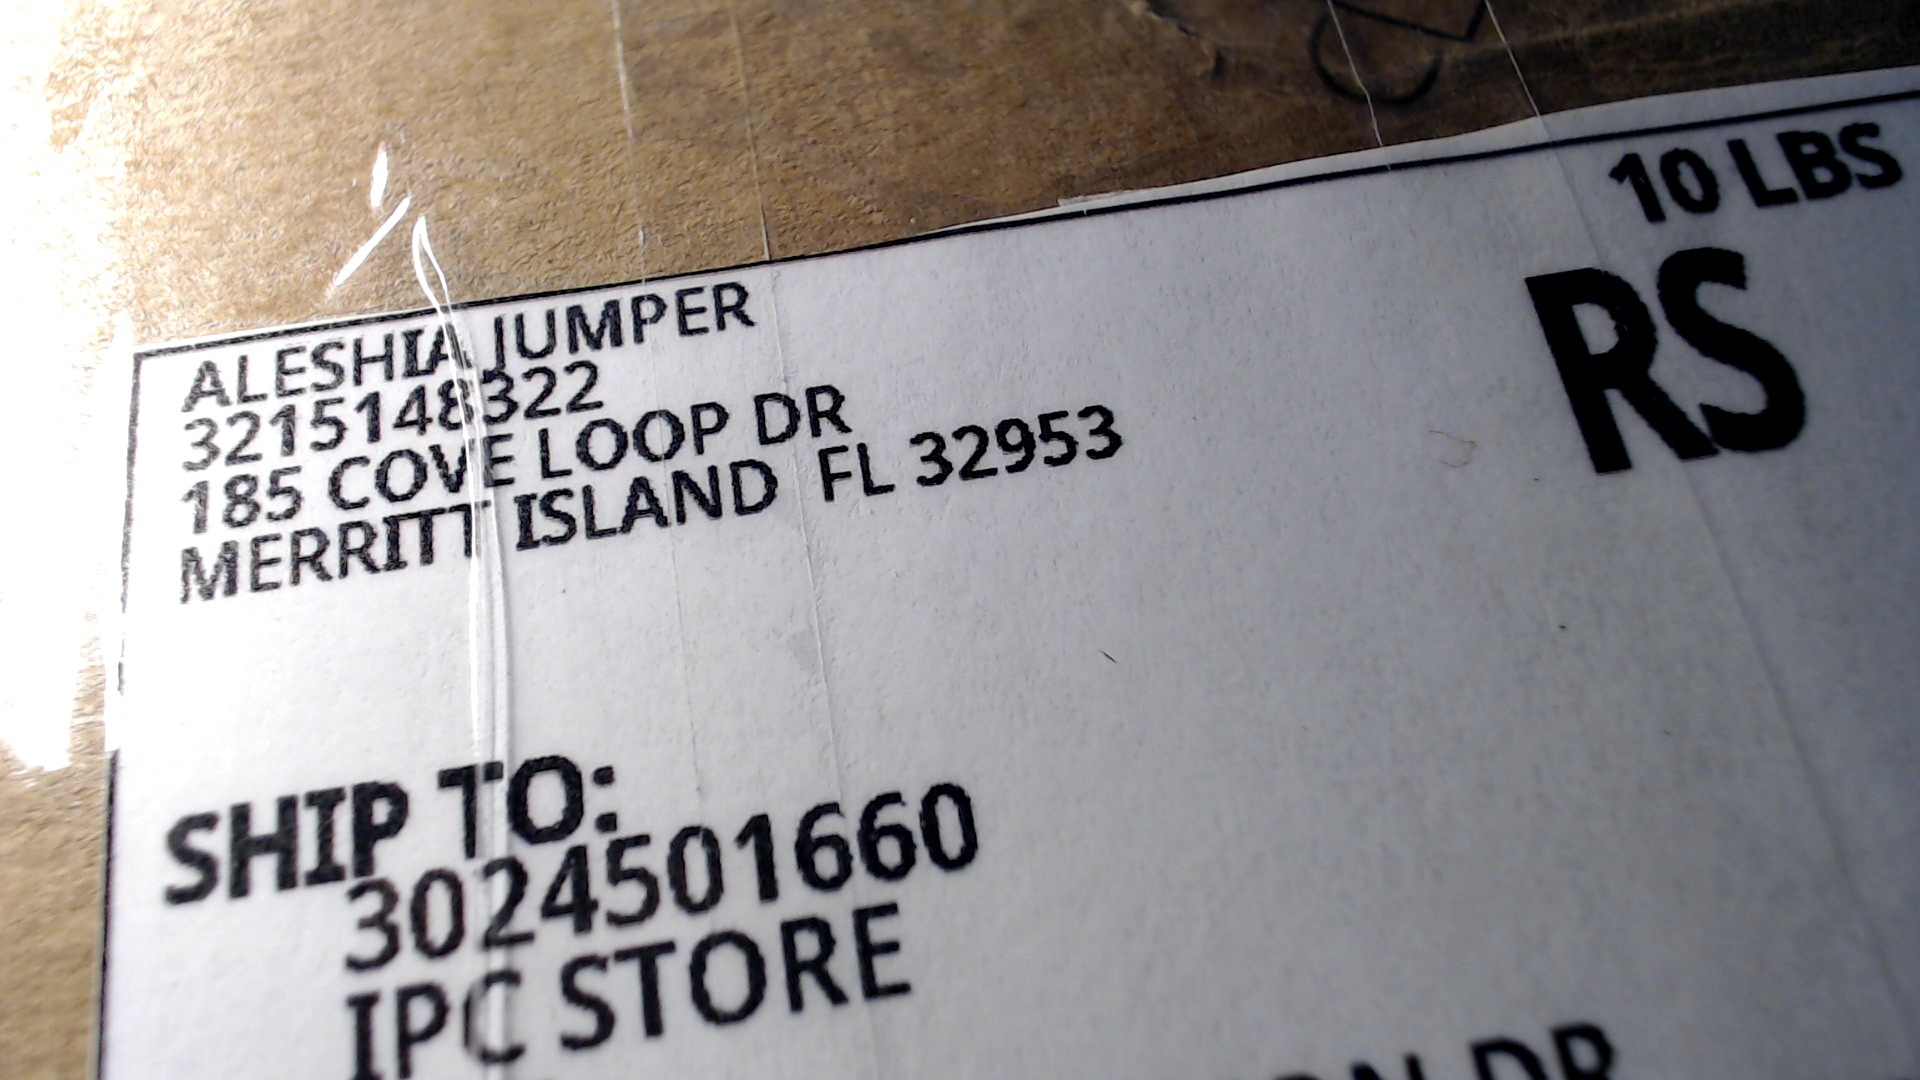 10 LBS
RS
ALESHIA JUMPER
3215148322
185 COVE LOOP DR
MERRITT ISLAND FL 32953
SHIP TO:
3024501660
IPC STORE
DR